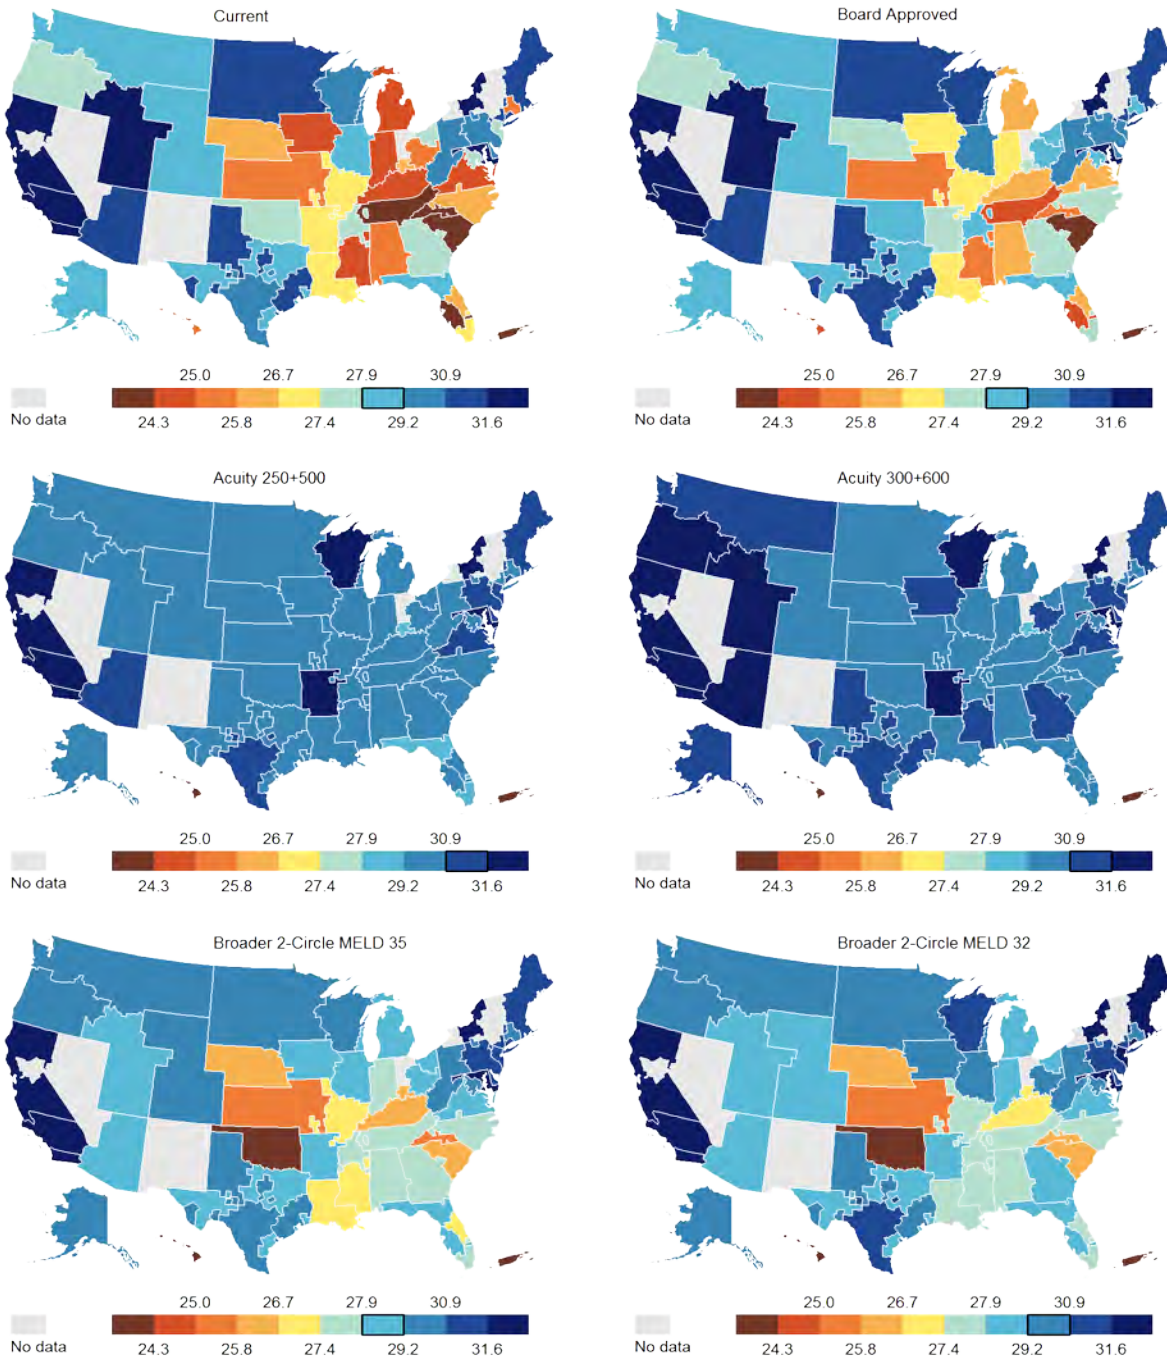 Current
Board Approved
25.0 26.7 27.9 30.9
No data 24.3 25.8 27.4 29.2 31.6
25.0 26.7 27.9 30.9
No data 24.3 25.8 27.4 29.2 31.6
Acuity 250+500
Acuity 300+600
25.0 26.7 27.9 30.9
No data 24.3 25.8 27.4 29.2 31.6
25.0 26.7 27.9 30.9
No data 24.3 25.8 27.4 29.2 31.6
Broader 2-Circle MELD 35
Broader 2-Circle MELD 32
25.0 26.7 27.9 30.9
No data 24.3 25.8 27.4 29.2 31.6
25.0 26.7 27.9 30.9
No data 24.3 25.8 27.4 29.2 31.6